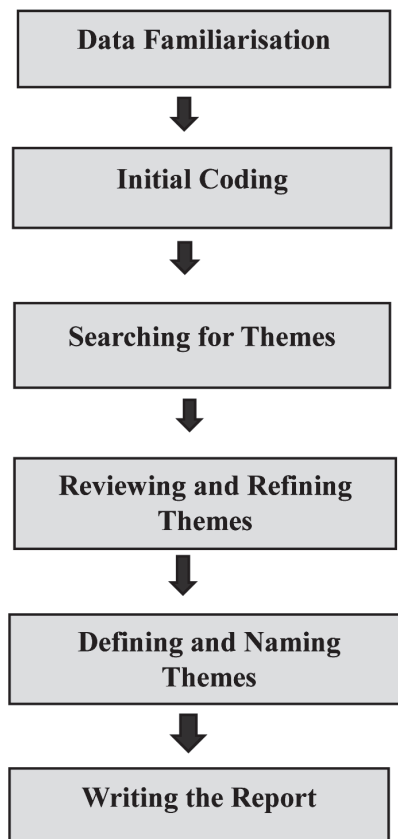 Data Familiarisation
Initial Coding
Searching for Themes
Reviewing and Refining
Themes
Defining and Naming
Themes
Writing the Report